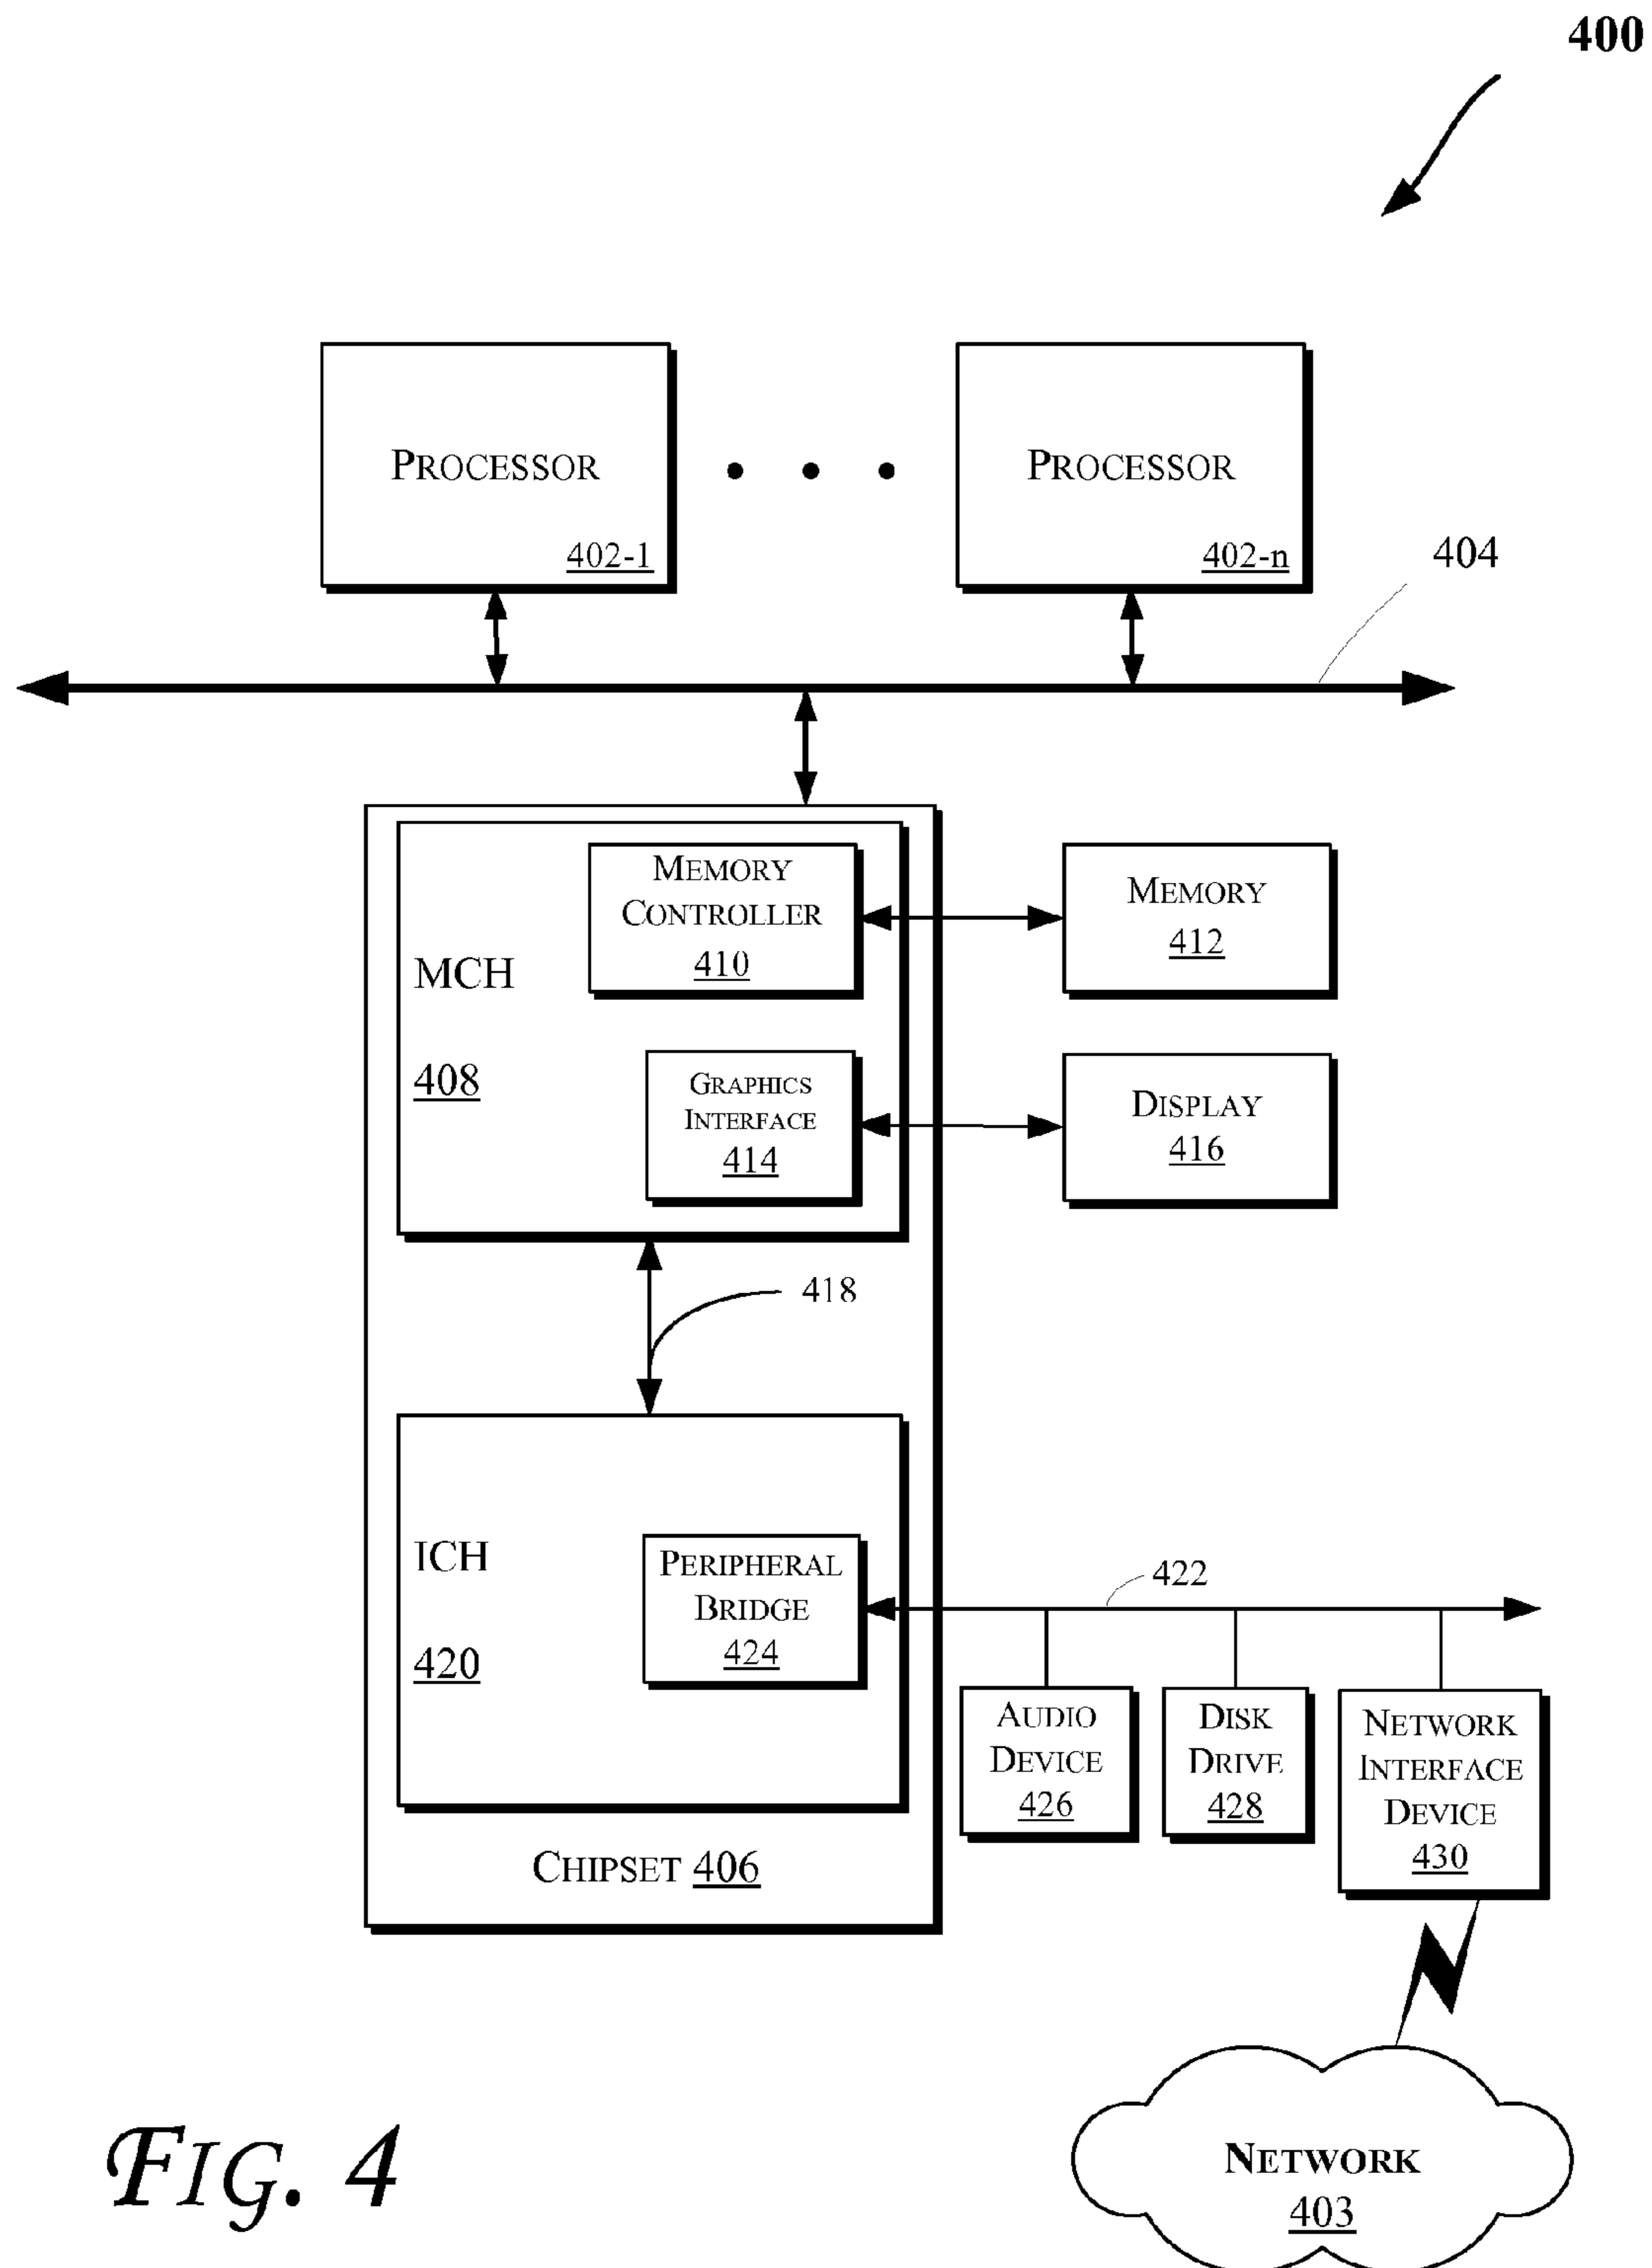 400
PROCESSOR
402-1
PROCESSOR
402-n
404
MEMORY
CONTROLLER
410
MEMORY
412
MCH
408
GRAPHICS
INTERFACE
414
DISPLAY
416
418
ICH
420
PERIPHERAL
BRIDGE
424
422
AUDIO
DEVICE
426
DISK
DRIVE
428
NETWORK
INTERFACE
DEVICE
430
CHIPSET 406
NETWORK
403
FIG. 4